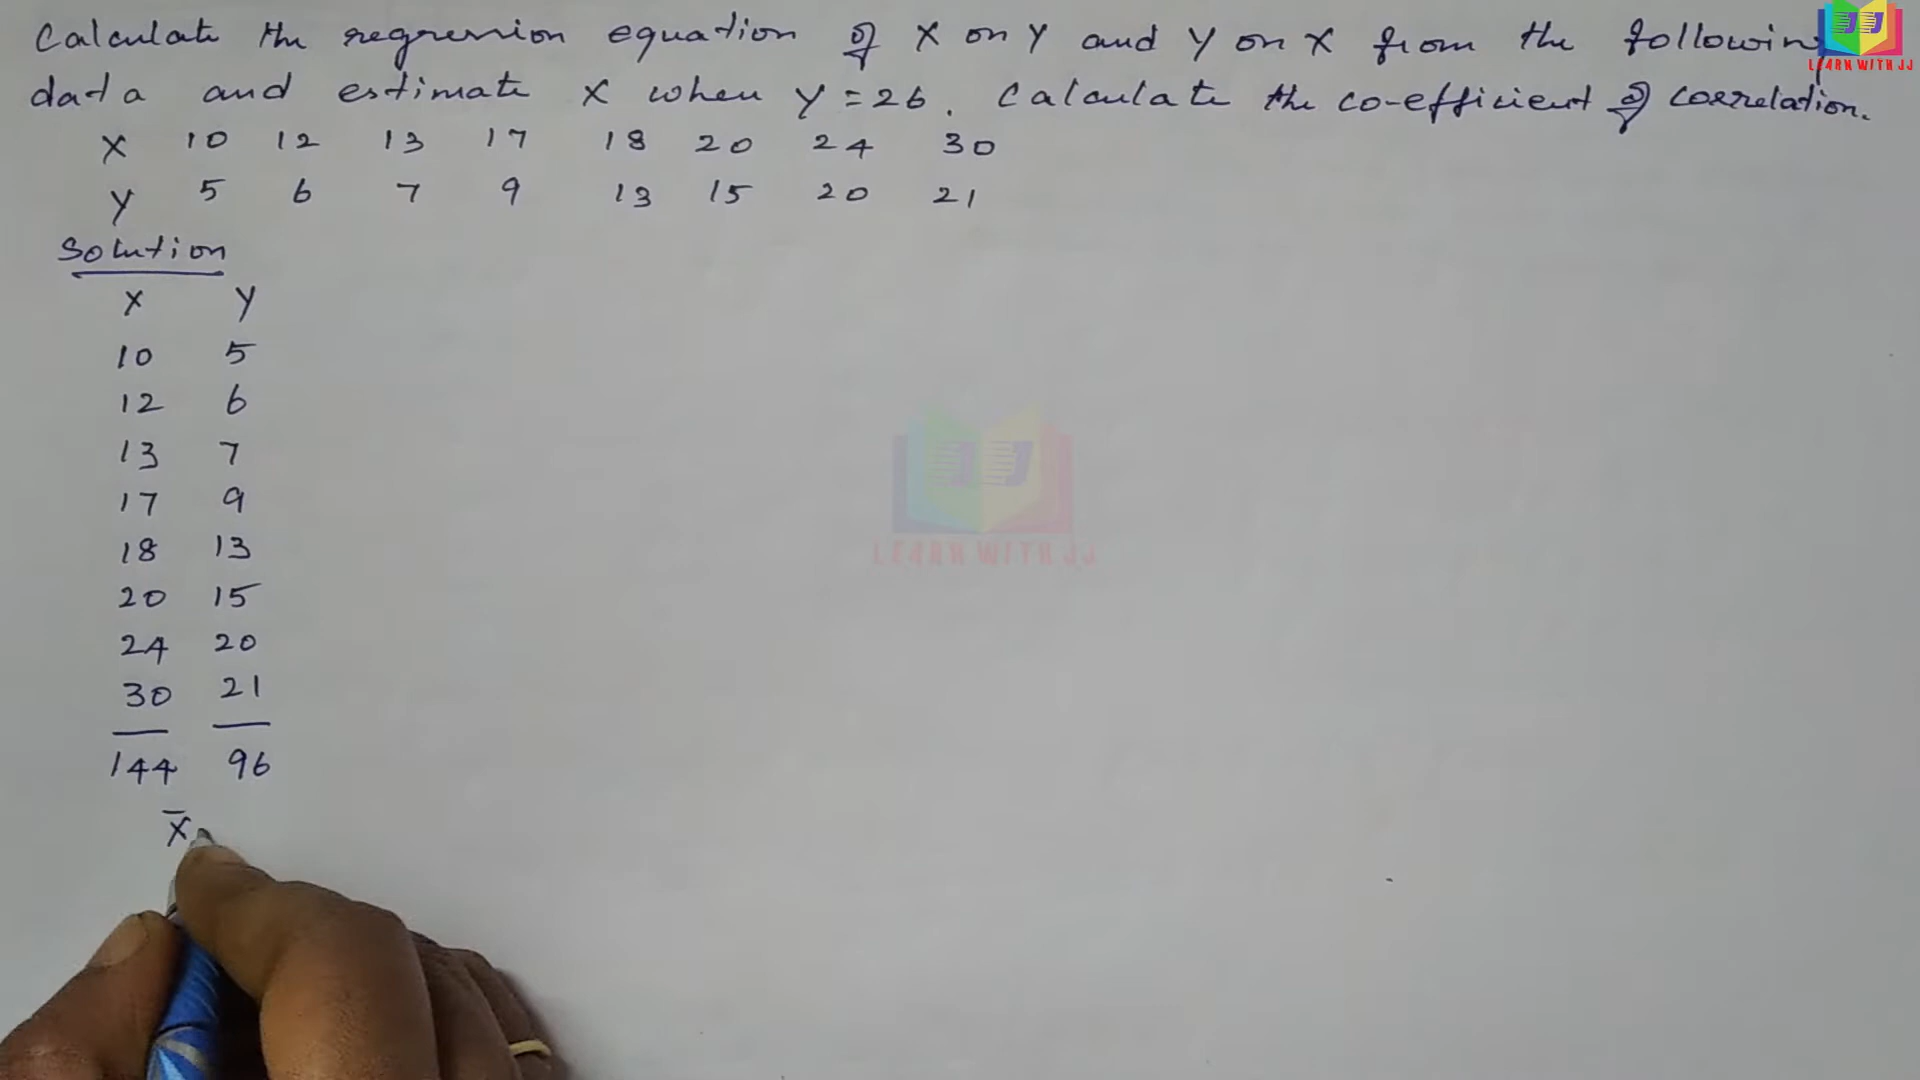 Calculate the regression equation of X on Y and Y on X from the following
data and estimate X when Y = 26. Calculate the co-efficient of correlation.
X 10 12 13 17 18 20 24 30
Y 5 6 7 9 13 15 20 21
Solution
X Y
10 5
12 6
13 7
17 9
18 13
20 15
24 20
30 21
144 96
X̄
JJ
LEARN WITH JJ
JJ
LEARN WITH JJ